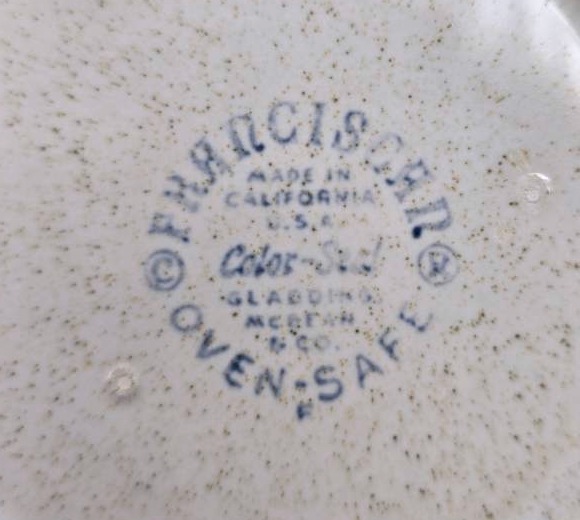 FRANCISCAN
MADE IN
CALIFORNIA
U.S.A.
Color-Seal
© ®
GLADDING,
McBEAN
& CO.
OVEN-SAFE